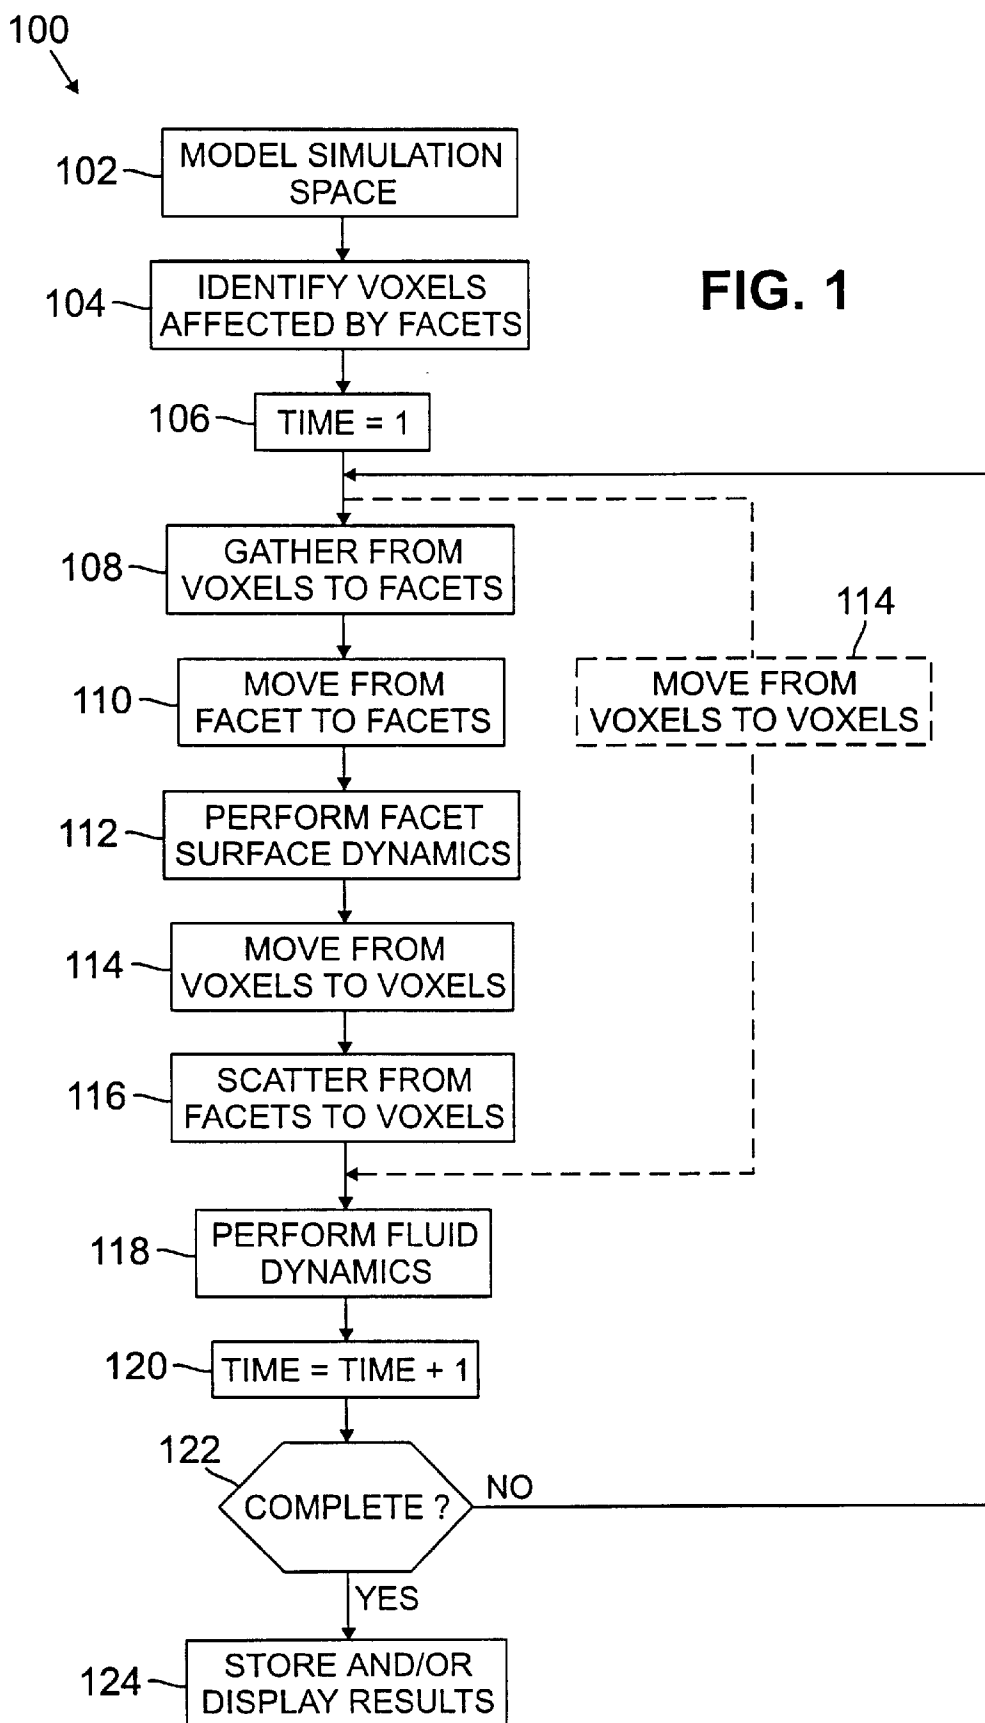 100
102
MODEL SIMULATION
SPACE
104
IDENTIFY VOXELS
AFFECTED BY FACETS
FIG. 1
106
TIME = 1
108
GATHER FROM
VOXELS TO FACETS
110
MOVE FROM
FACET TO FACETS
114
MOVE FROM
VOXELS TO VOXELS
112
PERFORM FACET
SURFACE DYNAMICS
114
MOVE FROM
VOXELS TO VOXELS
116
SCATTER FROM
FACETS TO VOXELS
118
PERFORM FLUID
DYNAMICS
120
TIME = TIME + 1
122
COMPLETE ?
NO
YES
124
STORE AND/OR
DISPLAY RESULTS